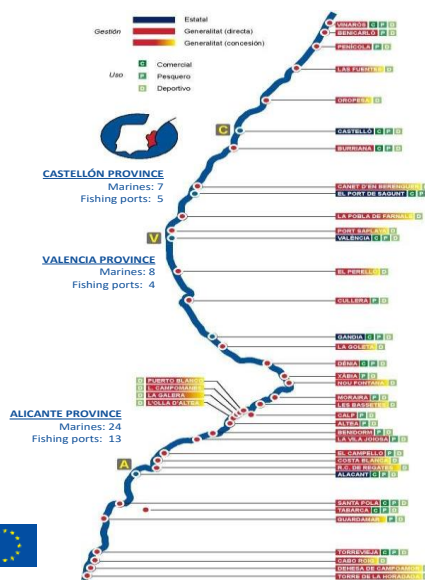 Gestión
Estatal
Generalitat (directa)
Generalitat (concesión)
Uso
C Comercial
P Pesquero
D Deportivo
VINARÒS C P D
BENICARLÓ P D
PENÍCOLA P D
LAS FUENTES D
OROPESA D
C
CASTELLÓ C P D
BURRIANA C P D
CASTELLÓN PROVINCE
Marines: 7
Fishing ports: 5
CANET D'EN BERENGUER D
EL PORT DE SAGUNT C P
LA POBLA DE FARNALS D
PORT SAPLAYA D
V
VALÈNCIA C P D
VALENCIA PROVINCE
Marines: 8
Fishing ports: 4
EL PERELLÓ D
CULLERA P D
GANDIA C P D
LA GOLETA D
DÉNIA C P D
XÀBIA P D
NOU FONTANA D
D PUERTO BLANCO
D L. CAMPOMANES
D LA GALERA
D L'OLLA D'ALTEA
MORAIRA P D
LES BASSETES D
CALP P D
ALTEA P D
BENIDORM P D
LA VILA JOIOSA P D
ALICANTE PROVINCE
Marines: 24
Fishing ports: 13
EL CAMPELLO P D
COSTA BLANCA D
R.C. DE REGATES D
A
ALACANT C P D
SANTA POLA C P D
TABARCA C P D
GUARDAMAR P D
TORREVIEJA C P D
CABO ROIG D
DEHESA DE CAMPOAMOR D
TORRE DE LA HORADADA D